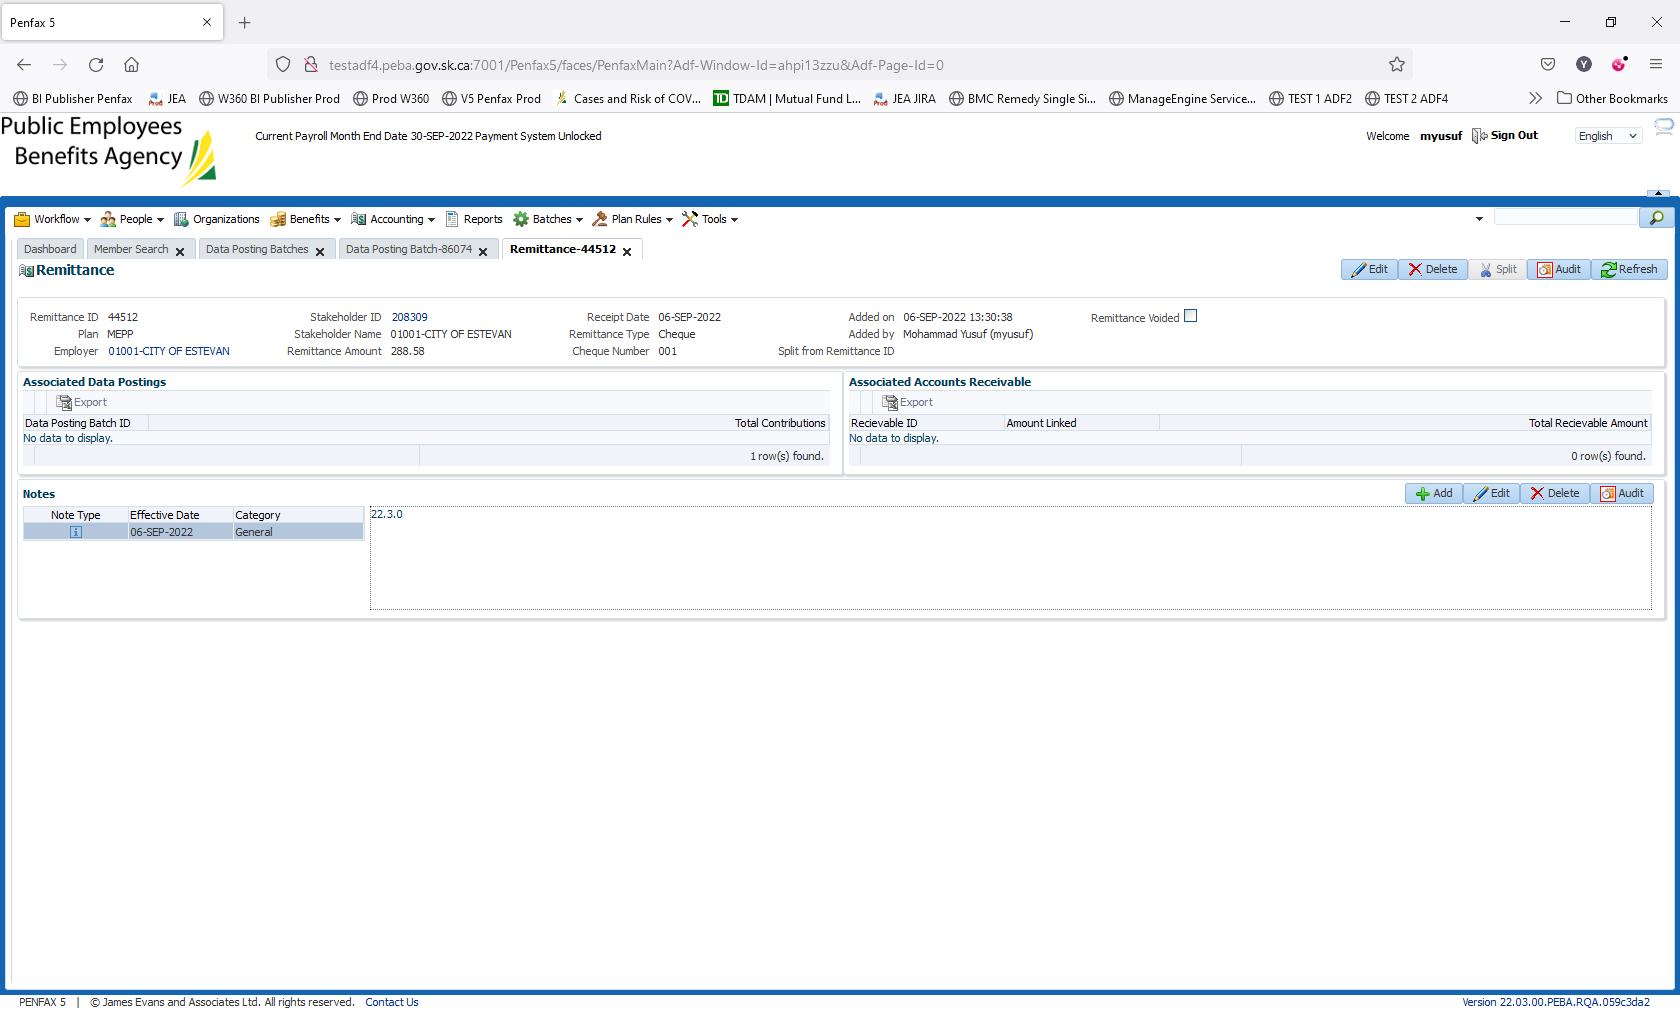 Penfax 5
testadf4.peba.gov.sk.ca:7001/Penfax5/faces/PenfaxMain?Adf-Window-Id=ahpi13zzu&Adf-Page-Id=0
BI Publisher Penfax JEA W360 BI Publisher Prod Prod W360 V5 Penfax Prod Cases and Risk of COV... TD TDAM | Mutual Fund L... JEA JIRA BMC Remedy Single Si... ManageEngine Service... TEST 1 ADF2 TEST 2 ADF4 Other Bookmarks
Public Employees
Benefits Agency
Current Payroll Month End Date 30-SEP-2022 Payment System Unlocked
Welcome myusuf Sign Out English
Workflow People Organizations Benefits Accounting Reports Batches Plan Rules Tools
Dashboard Member Search Data Posting Batches Data Posting Batch-86074 Remittance-44512
Remittance
Edit Delete Split Audit Refresh
Remittance ID 44512 Stakeholder ID 208309 Receipt Date 06-SEP-2022 Added on 06-SEP-2022 13:30:38 Remittance Voided
Plan MEPP Stakeholder Name 01001-CITY OF ESTEVAN Remittance Type Cheque Added by Mohammad Yusuf (myusuf)
Employer 01001-CITY OF ESTEVAN Remittance Amount 288.58 Cheque Number 001 Split from Remittance ID
Associated Data Postings
Export
Data Posting Batch ID Total Contributions
No data to display.
1 row(s) found.
Associated Accounts Receivable
Export
Recievable ID Amount Linked Total Recievable Amount
No data to display.
0 row(s) found.
Notes
Add Edit Delete Audit
Note Type Effective Date Category
06-SEP-2022 General
22.3.0
PENFAX 5 | © James Evans and Associates Ltd. All rights reserved. Contact Us
Version 22.03.00.PEBA.RQA.059c3da2